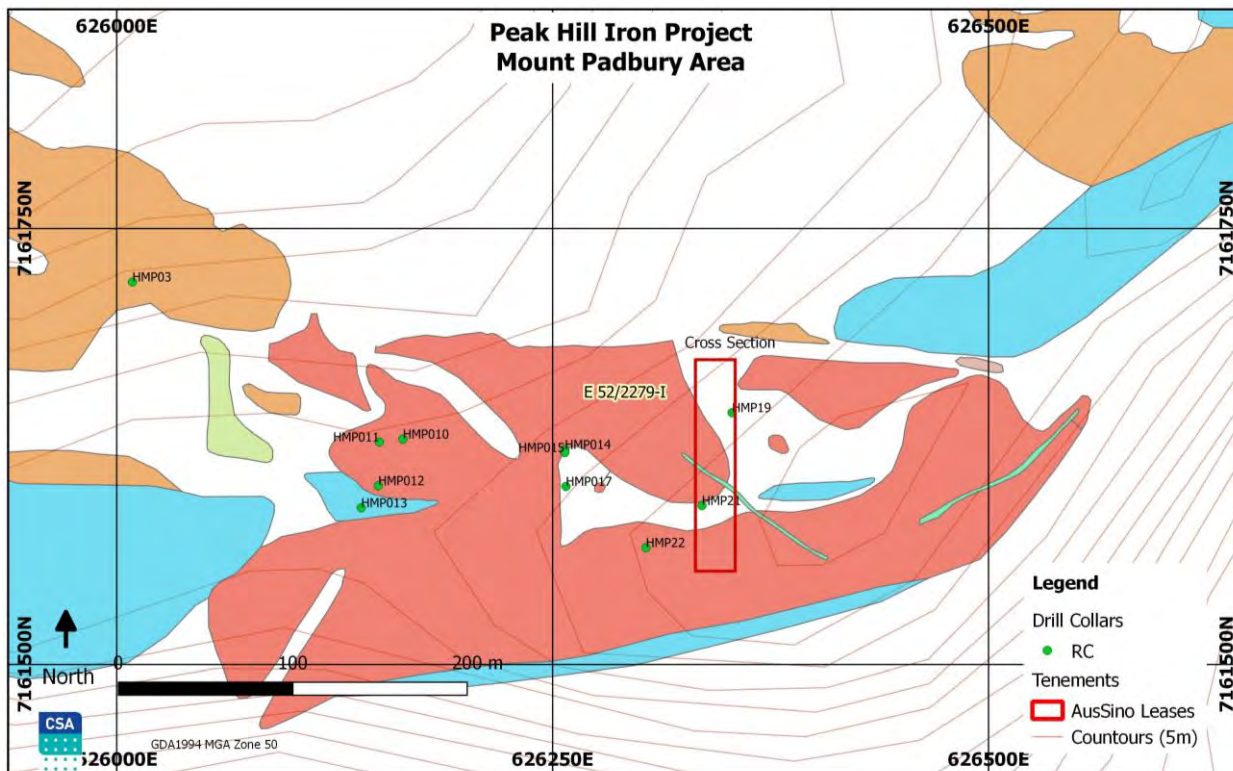 626000E
Peak Hill Iron Project
Mount Padbury Area
626500E
7161750N
7161750N
HMP03
Cross Section
E 52/2279-I
HMP19
HMP011
HMP010
HMP015
HMP014
HMP012
HMP017
HMP013
HMP21
HMP22
Legend
Drill Collars
RC
Tenements
AusSino Leases
Countours (5m)
7161500N
7161500N
North
0
100
200 m
CSA
GDA1994 MGA Zone 50
626000E
626250E
626500E